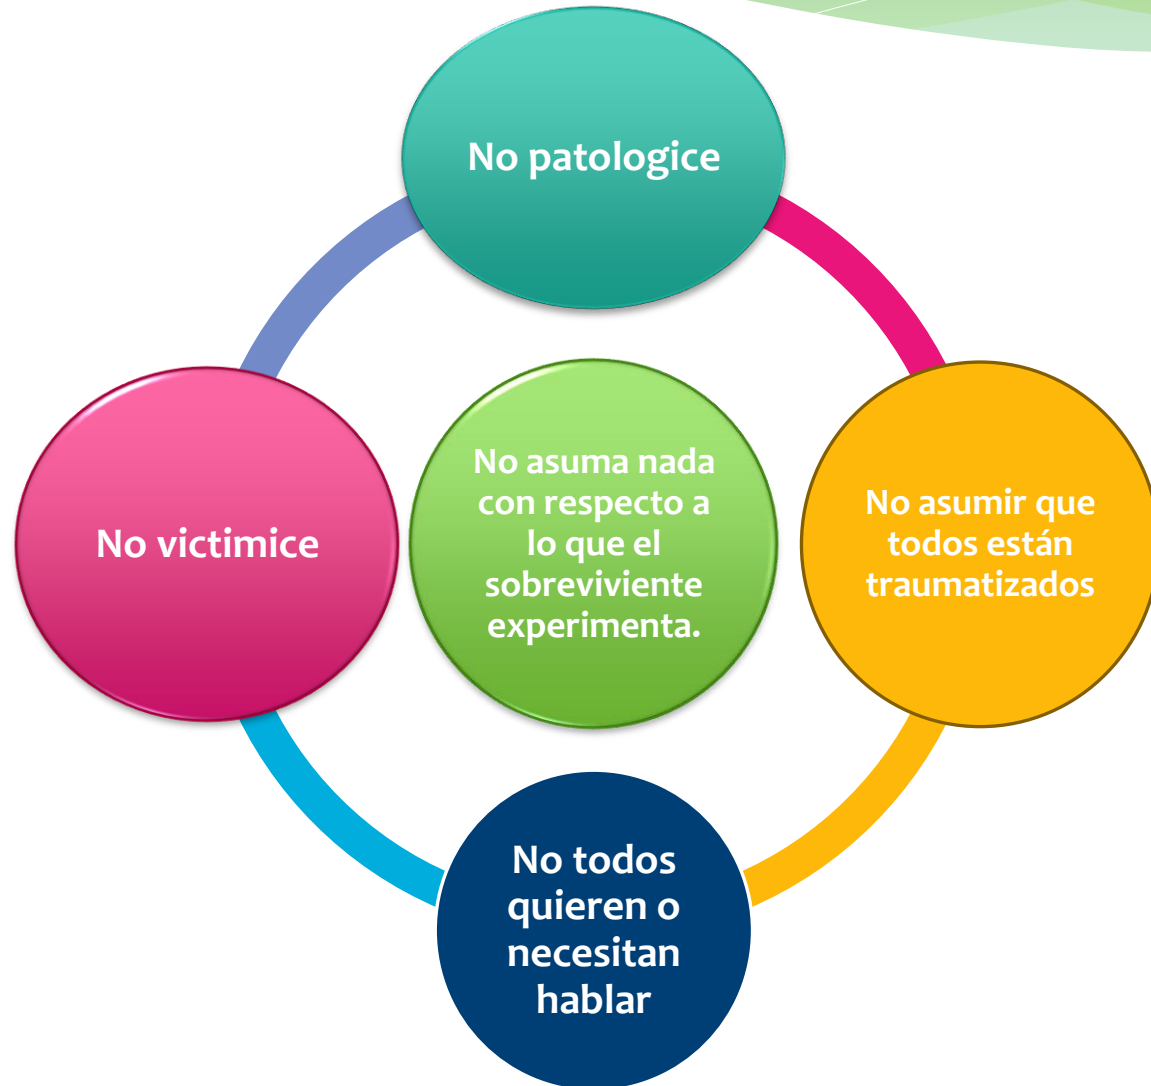 No patologice
No asuma nada
con respecto a
lo que el
sobreviviente
experimenta.
No asumir que
todos están
traumatizados
No victimice
No todos
quieren o
necesitan
hablar